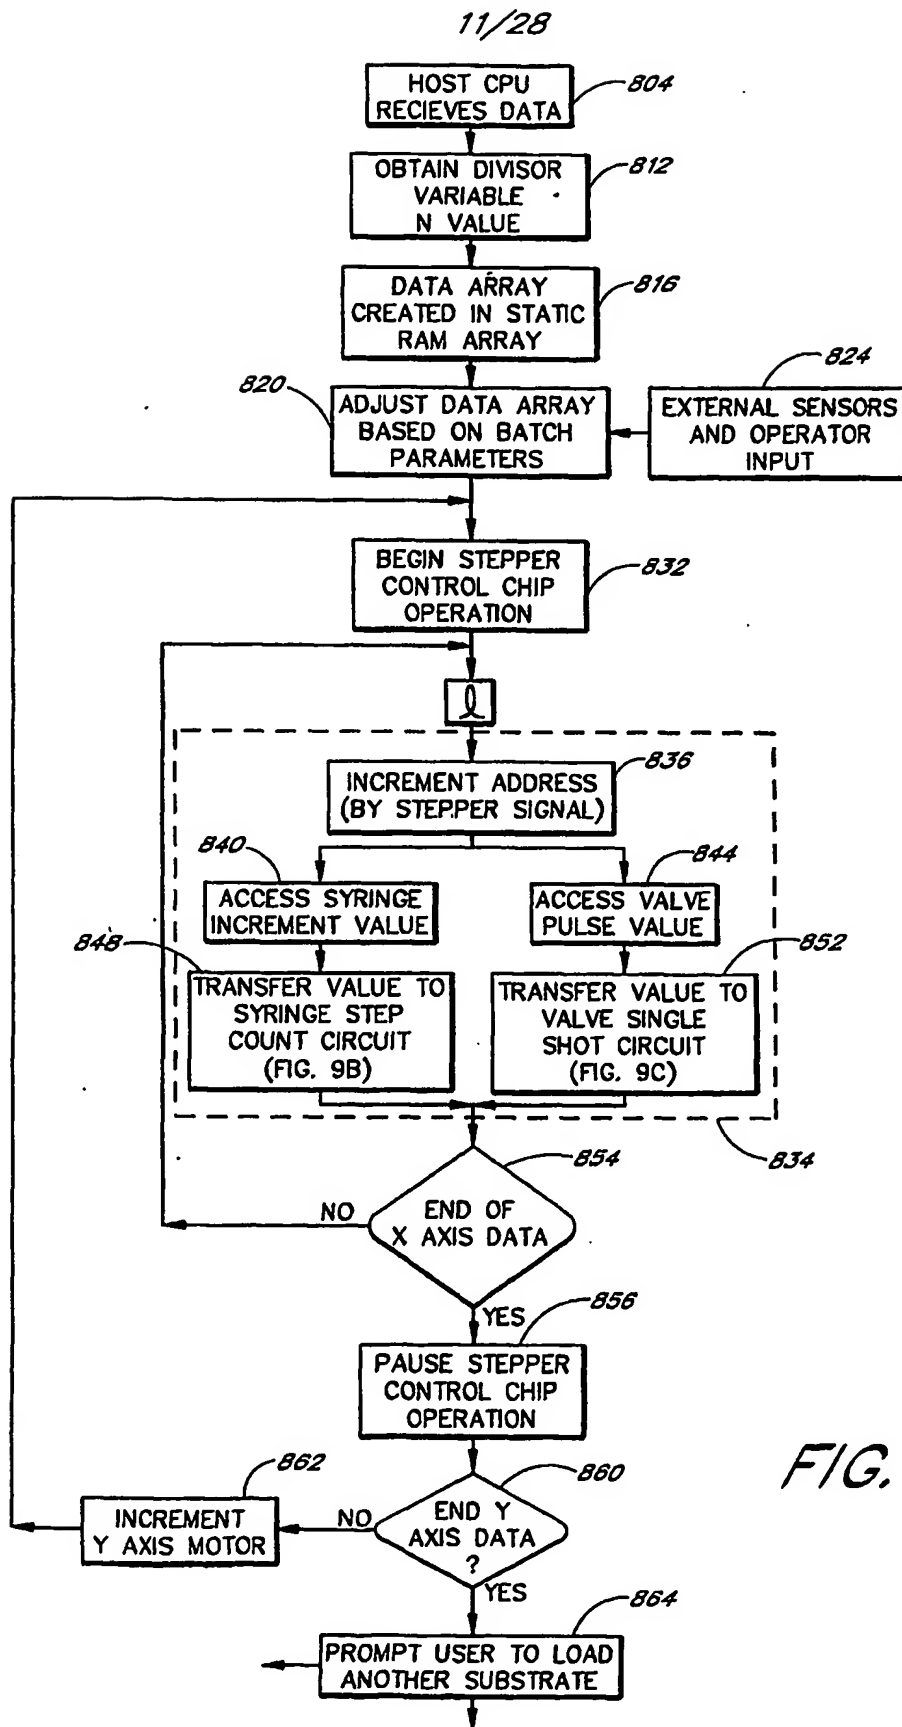 11/28
HOST CPU
RECIEVES DATA
804
OBTAIN DIVISOR
VARIABLE
N VALUE
812
DATA ARRAY
CREATED IN STATIC
RAM ARRAY
816
820
ADJUST DATA ARRAY
BASED ON BATCH
PARAMETERS
824
EXTERNAL SENSORS
AND OPERATOR
INPUT
BEGIN STEPPER
CONTROL CHIP
OPERATION
832
l
INCREMENT ADDRESS
(BY STEPPER SIGNAL)
836
840
ACCESS SYRINGE
INCREMENT VALUE
844
ACCESS VALVE
PULSE VALUE
848
TRANSFER VALUE TO
SYRINGE STEP
COUNT CIRCUIT
(FIG. 9B)
852
TRANSFER VALUE TO
VALVE SINGLE
SHOT CIRCUIT
(FIG. 9C)
834
854
END OF
X AXIS DATA
NO
YES
856
PAUSE STEPPER
CONTROL CHIP
OPERATION
860
END Y
AXIS DATA
?
NO
862
INCREMENT
Y AXIS MOTOR
YES
864
PROMPT USER TO LOAD
ANOTHER SUBSTRATE
FIG.